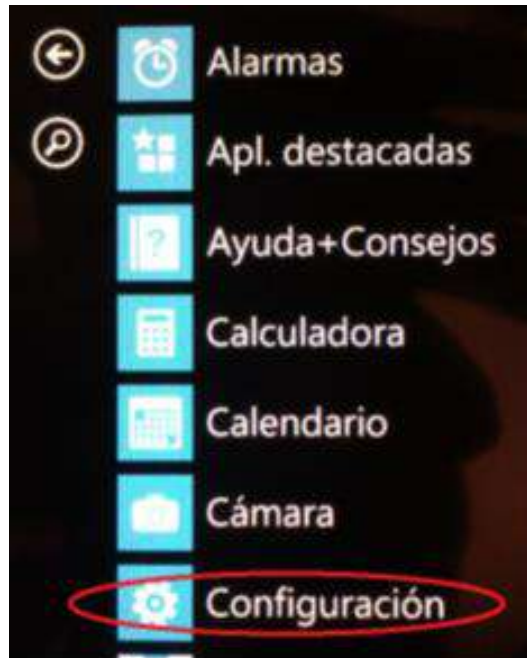 Alarmas
Apl. destacadas
Ayuda+Consejos
Calculadora
Calendario
Cámara
Configuración